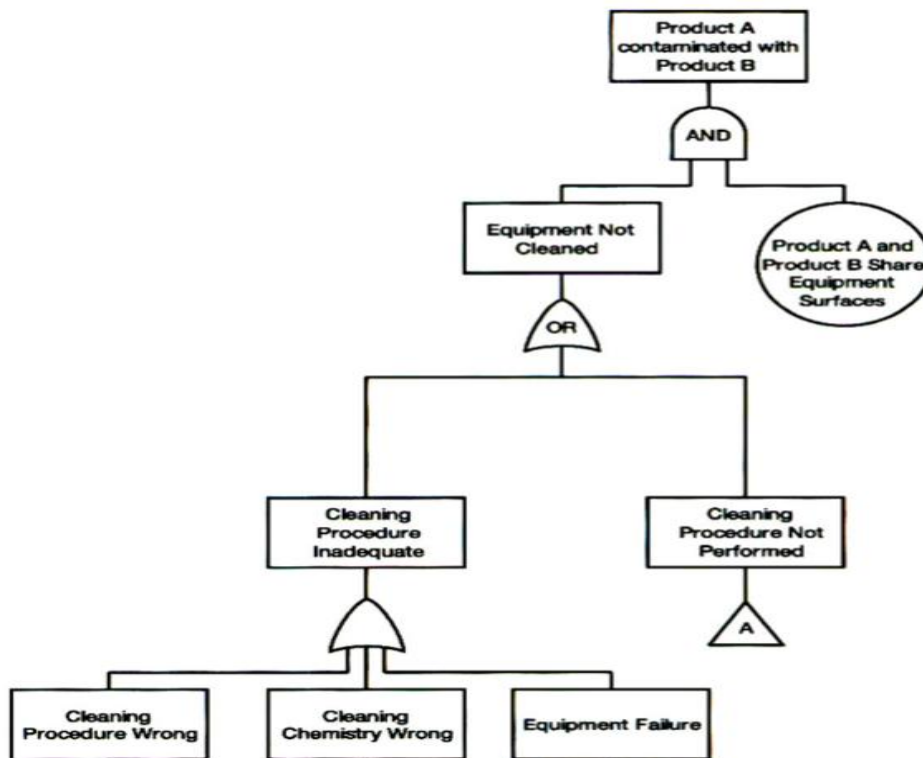 Product A
contaminated with
Product B
AND
Equipment Not
Cleaned
Product A and
Product B Share
Equipment
Surfaces
OR
Cleaning
Procedure
Inadequate
Cleaning
Procedure Not
Performed
A
Cleaning
Procedure Wrong
Cleaning
Chemistry Wrong
Equipment Failure